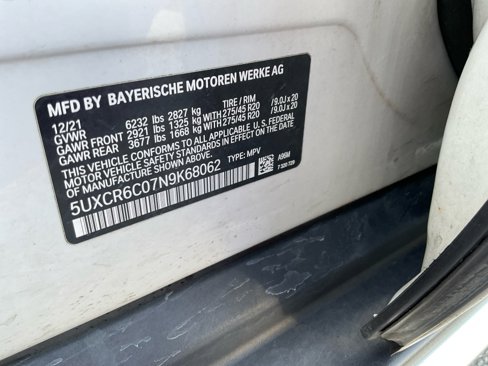 MFD BY BAYERISCHE MOTOREN WERKE AG
12/21
GVWR 6232 lbs 2827 kg TIRE / RIM
GAWR FRONT 2921 lbs 1325 kg WITH 275/45 R20 /9.0J x 20
GAWR REAR 3677 lbs 1668 kg WITH 275/45 R20 /9.0J x 20
THIS VEHICLE CONFORMS TO ALL APPLICABLE U.S. FEDERAL
MOTOR VEHICLE SAFETY STANDARDS IN EFFECT ON THE DATE
OF MANUFACTURE SHOWN ABOVE.
5UXCR6C07N9K68062 TYPE: MPV
A96M